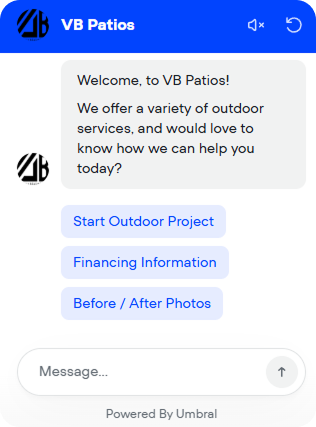 VB Patios
Welcome, to VB Patios!
We offer a variety of outdoor
services, and would love to
know how we can help you
today?
Start Outdoor Project
Financing Information
Before / After Photos
Message...
Powered By Umbral